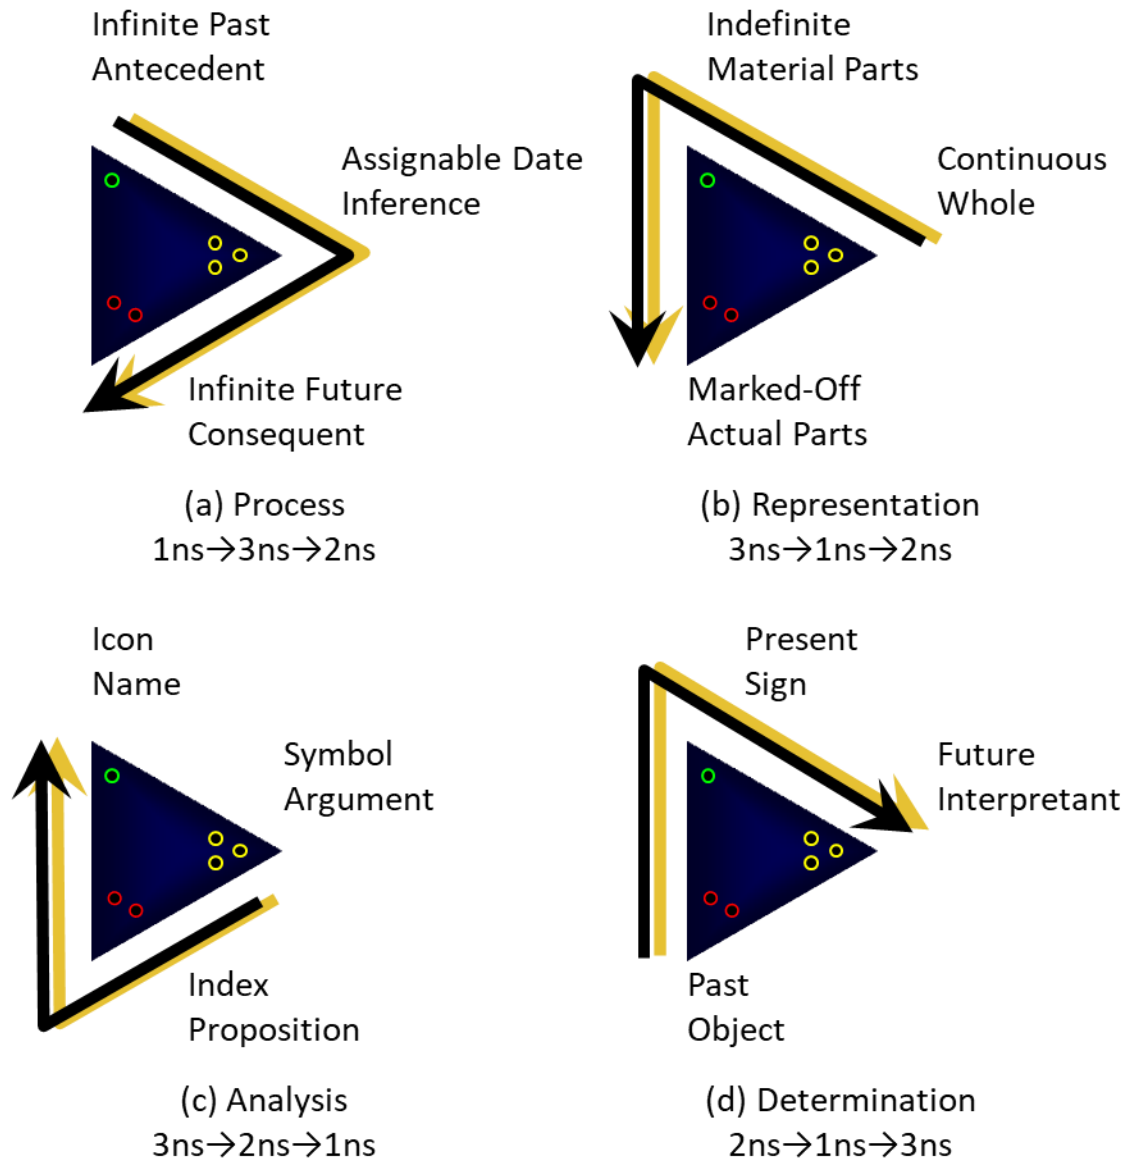 Infinite Past
Antecedent
Assignable Date
Inference
Infinite Future
Consequent
(a) Process
1ns→3ns→2ns
Indefinite
Material Parts
Continuous
Whole
Marked-Off
Actual Parts
(b) Representation
3ns→1ns→2ns
Icon
Name
Symbol
Argument
Index
Proposition
(c) Analysis
3ns→2ns→1ns
Present
Sign
Future
Interpretant
Past
Object
(d) Determination
2ns→1ns→3ns